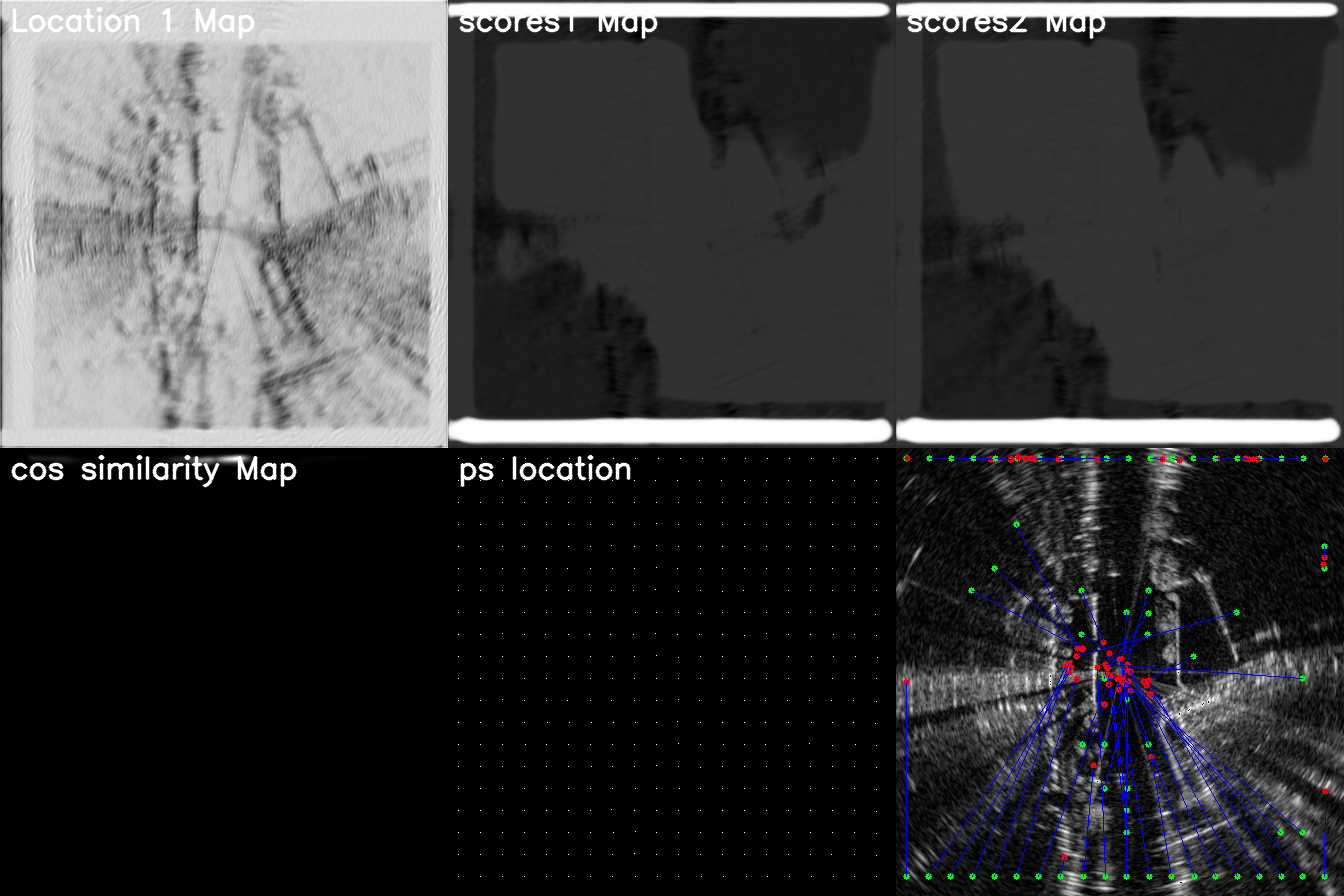 Location 1 Map
scores1 Map
scores2 Map
cos similarity Map
ps location